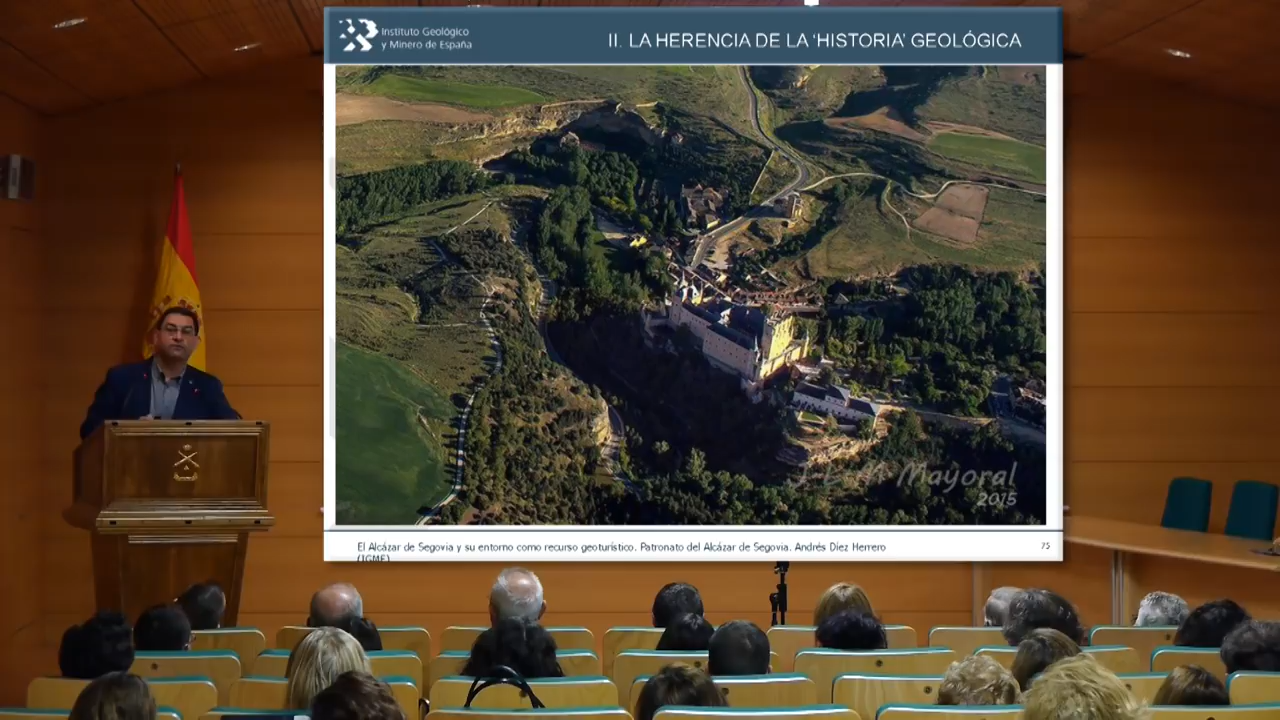 Instituto Geológico
y Minero de España
II. LA HERENCIA DE LA ‘HISTORIA’ GEOLÓGICA
J L M Mayoral
2015
El Alcázar de Segovia y su entorno como recurso geoturístico. Patronato del Alcázar de Segovia. Andrés Díez Herrero
(IGME)
75